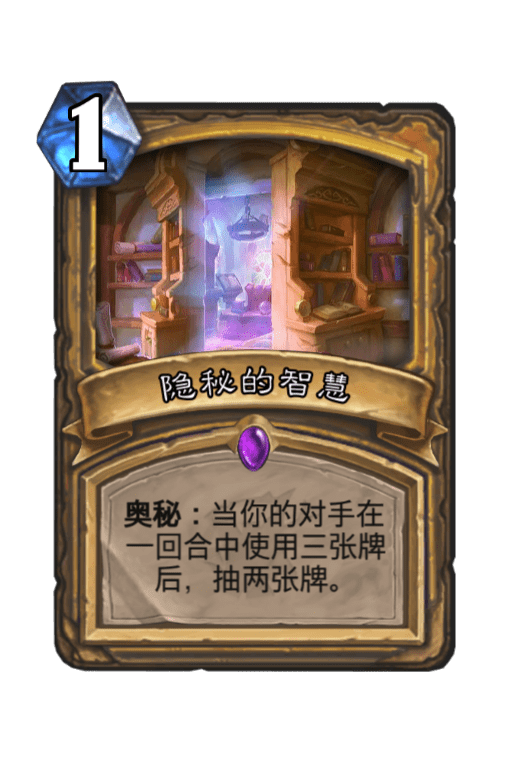 1
隐秘的智慧
奥秘：当你的对手在
一回合中使用三张牌
后，抽两张牌。